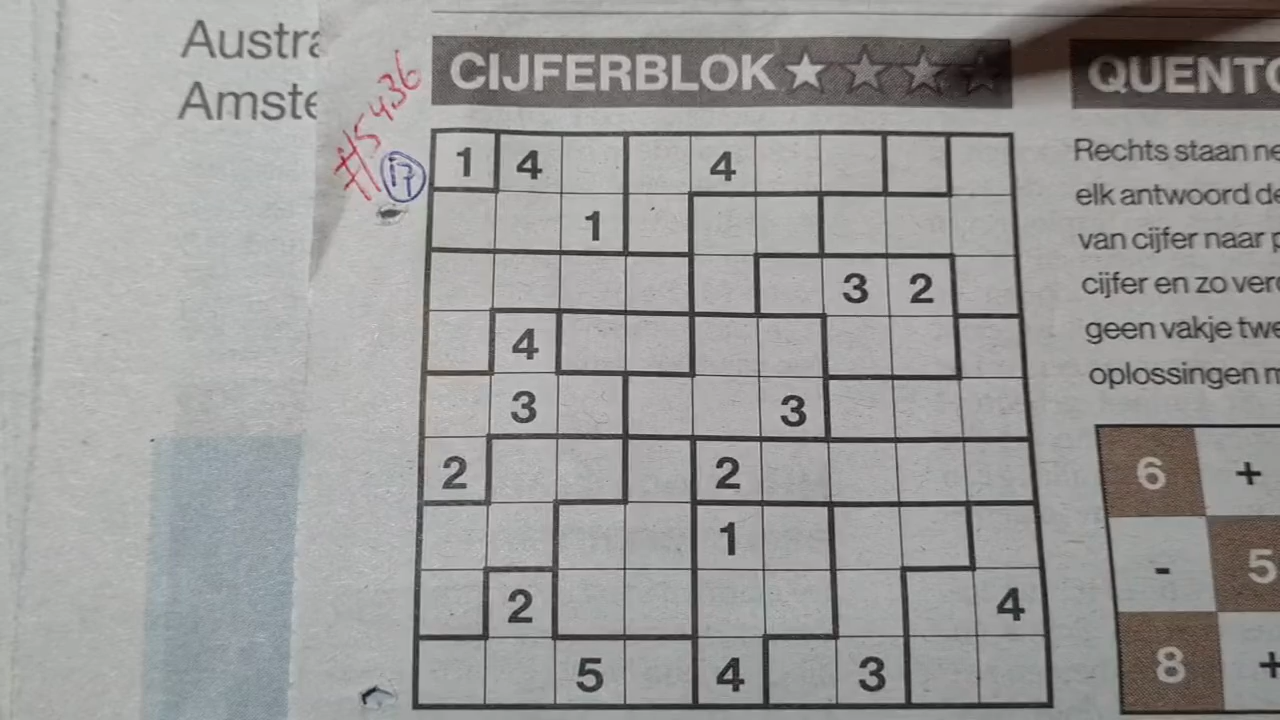 Austra
Amste
#5436
17
CIJFERBLOK
QUENTO
1 4 4
1
3 2
4
3 3
2 2
1
2 4
5 4 3
Rechts staan ne
elk antwoord de
van cijfer naar p
cijfer en zo verd
geen vakje twe
oplossingen m
6 +
- 5
8 +